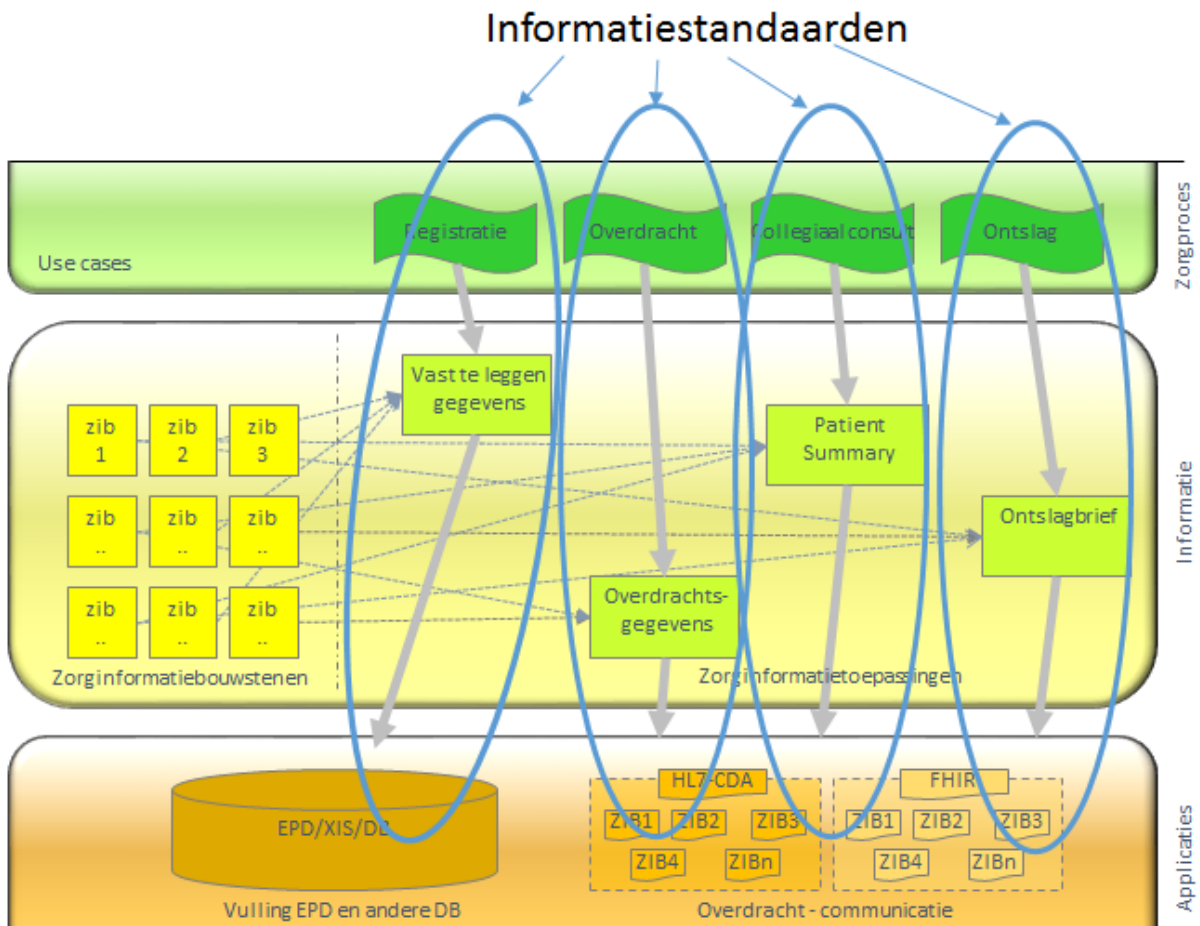 Informatiestandaarden
Registratie
Overdracht
Collegiaal consult
Ontslag
Use cases
Zorgproces
Vast te leggen
gegevens
zib
1
zib
2
zib
3
Patient
Summary
zib
..
zib
..
zib
..
Ontslagbrief
zib
..
zib
..
zib
..
Overdrachts-
gegevens
Zorginformatiebouwstenen
Zorginformatietoepassingen
Informatie
EPD/XIS/DB
HL7-CDA
ZIB1
ZIB2
ZIB3
ZIB4
ZIBn
FHIR
ZIB1
ZIB2
ZIB3
ZIB4
ZIBn
Vulling EPD en andere DB
Overdracht - communicatie
Applicaties